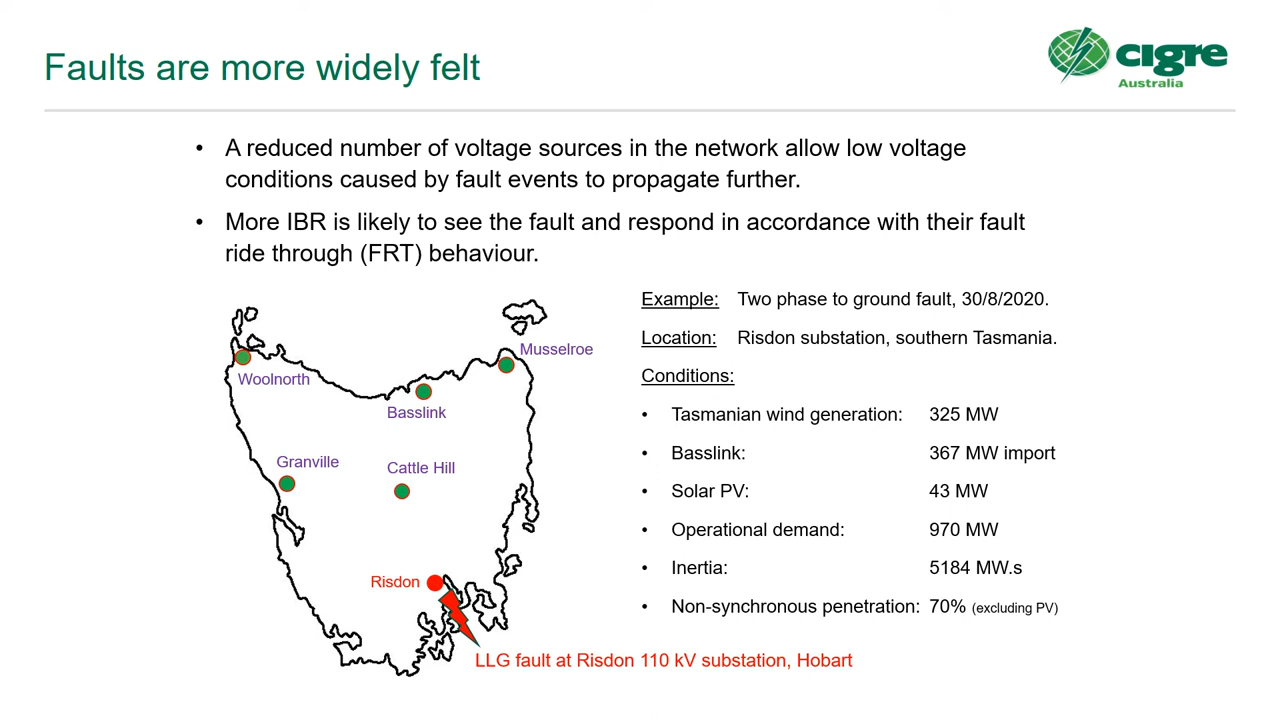 Faults are more widely felt
cigre
Australia
• A reduced number of voltage sources in the network allow low voltage
conditions caused by fault events to propagate further.
• More IBR is likely to see the fault and respond in accordance with their fault
ride through (FRT) behaviour.
Musselroe
Woolnorth
Basslink
Granville
Cattle Hill
Risdon
LLG fault at Risdon 110 kV substation, Hobart
Example: Two phase to ground fault, 30/8/2020.
Location: Risdon substation, southern Tasmania.
Conditions:
• Tasmanian wind generation: 325 MW
• Basslink: 367 MW import
• Solar PV: 43 MW
• Operational demand: 970 MW
• Inertia: 5184 MW.s
• Non-synchronous penetration: 70% (excluding PV)